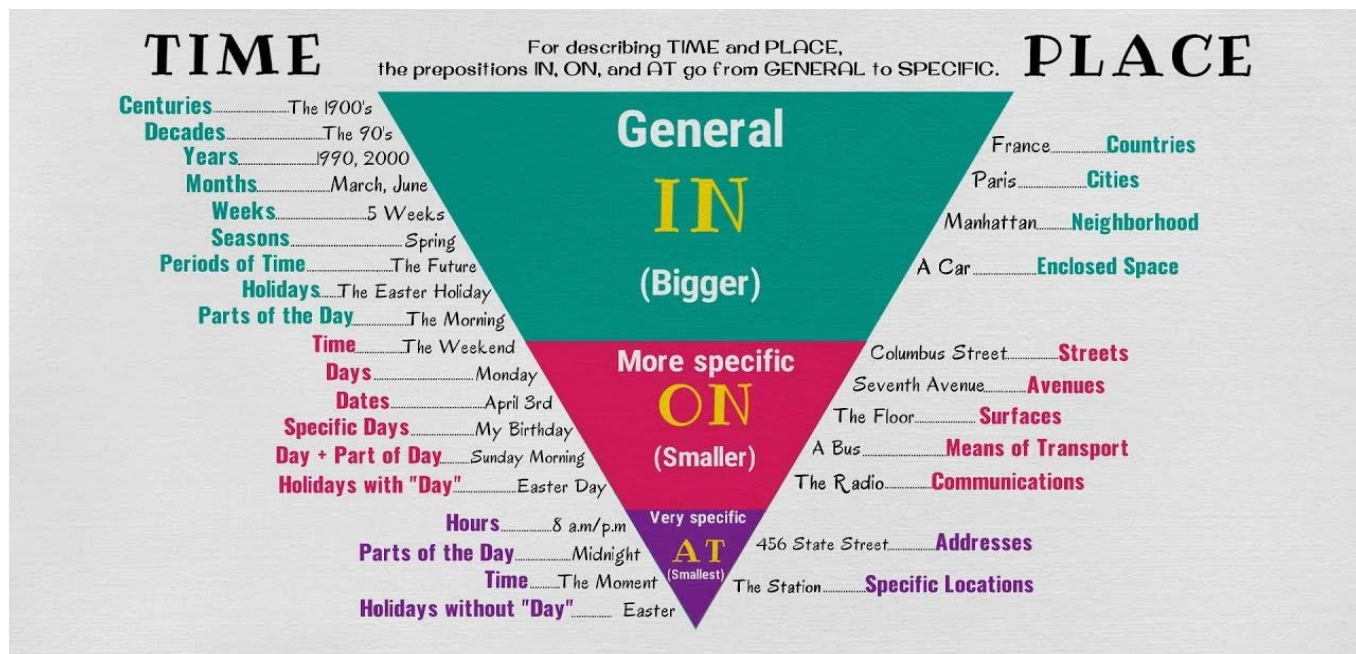 TIME
For describing TIME and PLACE,
the prepositions IN, ON, and AT go from GENERAL to SPECIFIC.
PLACE
Centuries....................The 1900's
Decades....................The 90's
Years....................1990, 2000
Months....................March, June
Weeks....................5 Weeks
Seasons....................Spring
Periods of Time....................The Future
Holidays......The Easter Holiday
Parts of the Day............The Morning
Time............The Weekend
Days....................Monday
Dates....................April 3rd
Specific Days............My Birthday
Day + Part of Day........Sunday Morning
Holidays with "Day"............Easter Day
Hours............8 a.m/p.m
Parts of the Day............Midnight
Time.......The Moment
Holidays without "Day"......... Easter
General
IN
(Bigger)
More specific
ON
(Smaller)
Very specific
AT
(Smallest)
France............Countries
Paris..............Cities
Manhattan........Neighborhood
A Car..............Enclosed Space
Columbus Street............Streets
Seventh Avenue.........Avenues
The Floor............Surfaces
A Bus..................Means of Transport
The Radio..........Communications
456 State Street..........Addresses
The Station.........Specific Locations